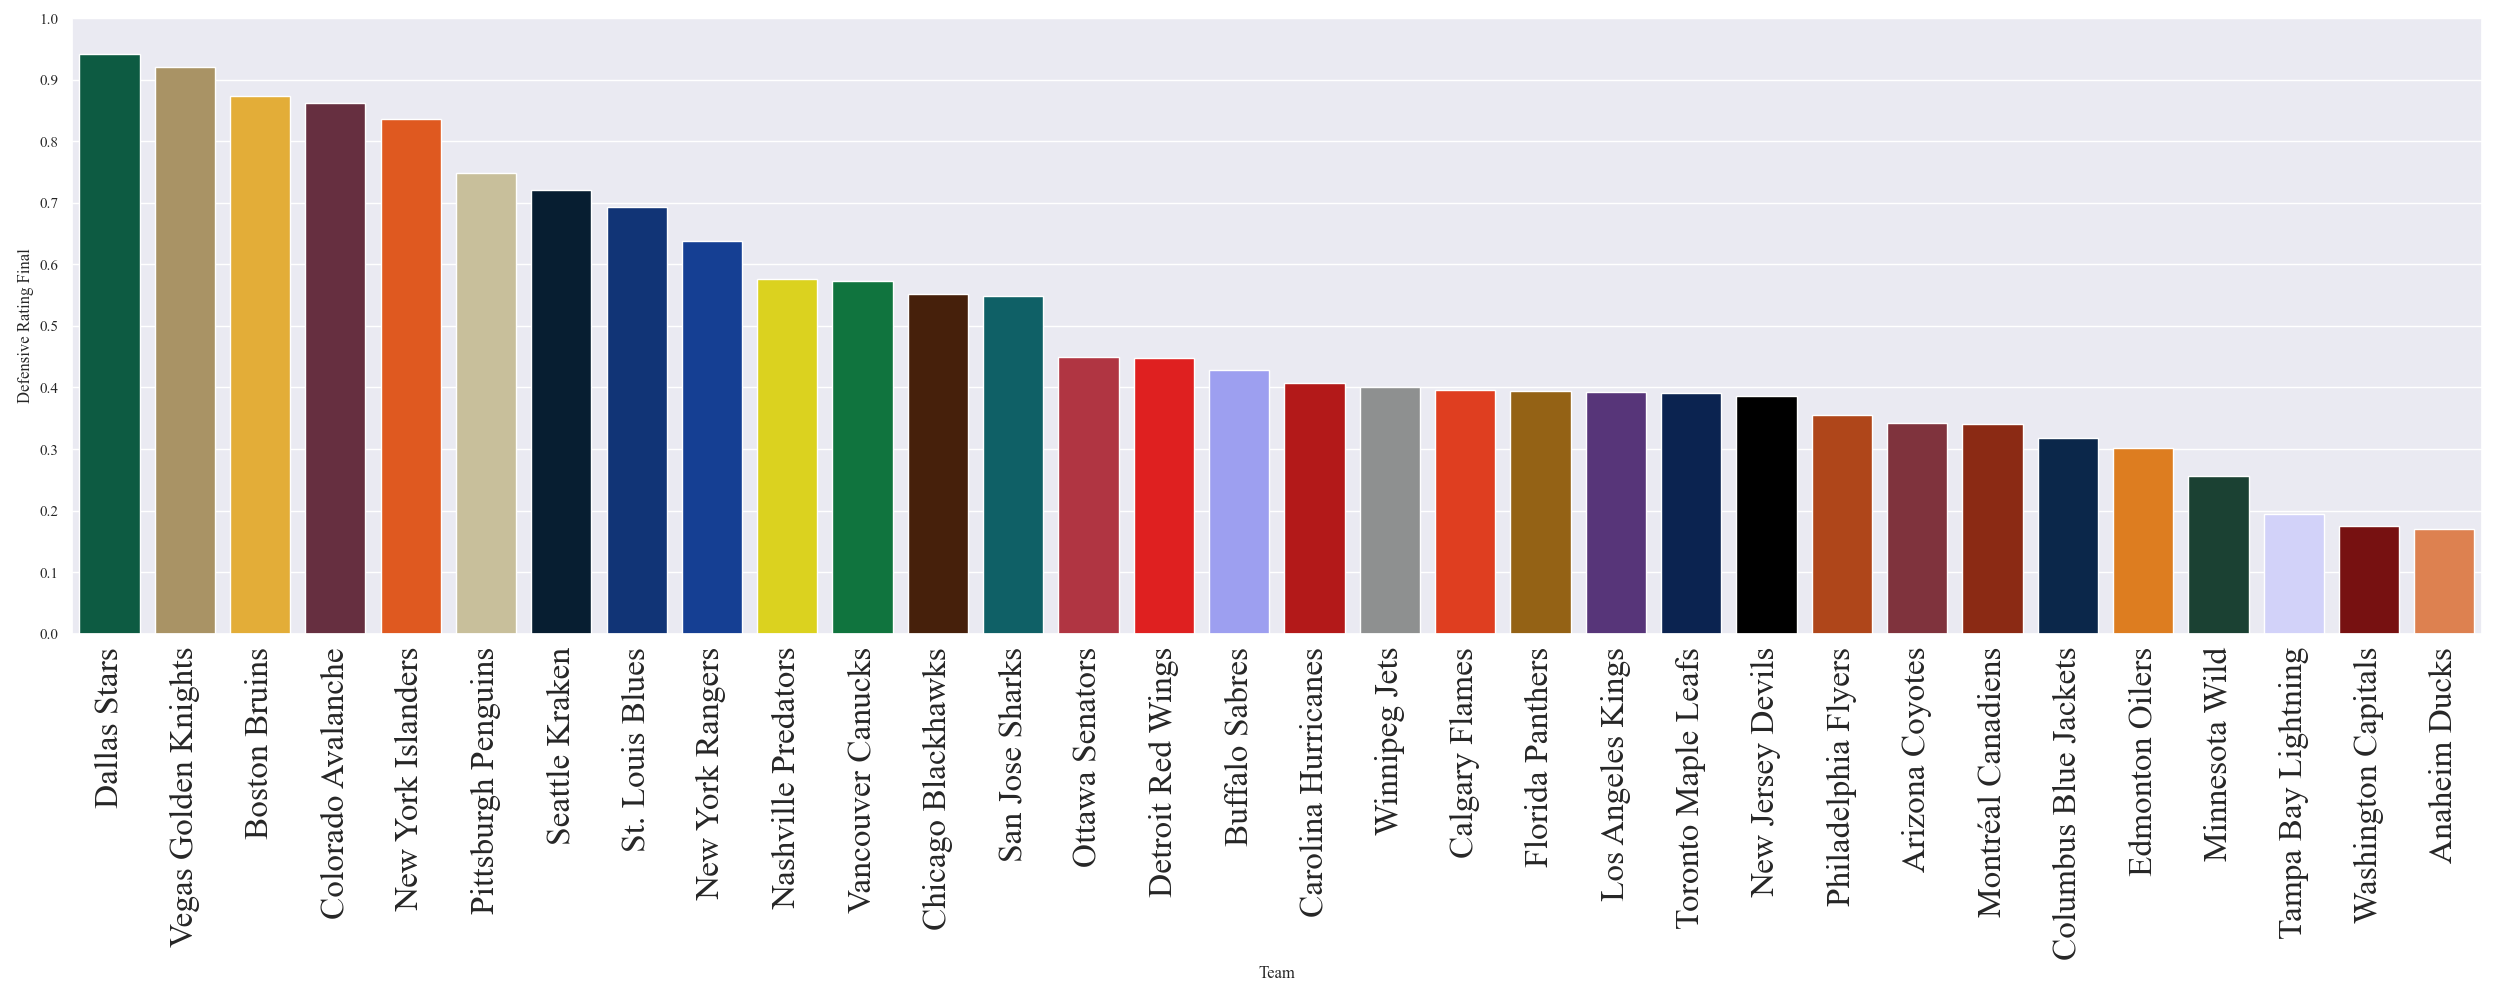 1.0
0.9
0.8
0.7
0.6
0.5
0.4
0.3
0.2
0.1
0.0
Defensive Rating Final
Dallas Stars
Vegas Golden Knights
Boston Bruins
Colorado Avalanche
New York Islanders
Pittsburgh Penguins
Seattle Kraken
St. Louis Blues
New York Rangers
Nashville Predators
Vancouver Canucks
Chicago Blackhawks
San Jose Sharks
Ottawa Senators
Detroit Red Wings
Buffalo Sabres
Carolina Hurricanes
Winnipeg Jets
Calgary Flames
Florida Panthers
Los Angeles Kings
Toronto Maple Leafs
New Jersey Devils
Philadelphia Flyers
Arizona Coyotes
Montréal Canadiens
Columbus Blue Jackets
Edmonton Oilers
Minnesota Wild
Tampa Bay Lightning
Washington Capitals
Anaheim Ducks
Team